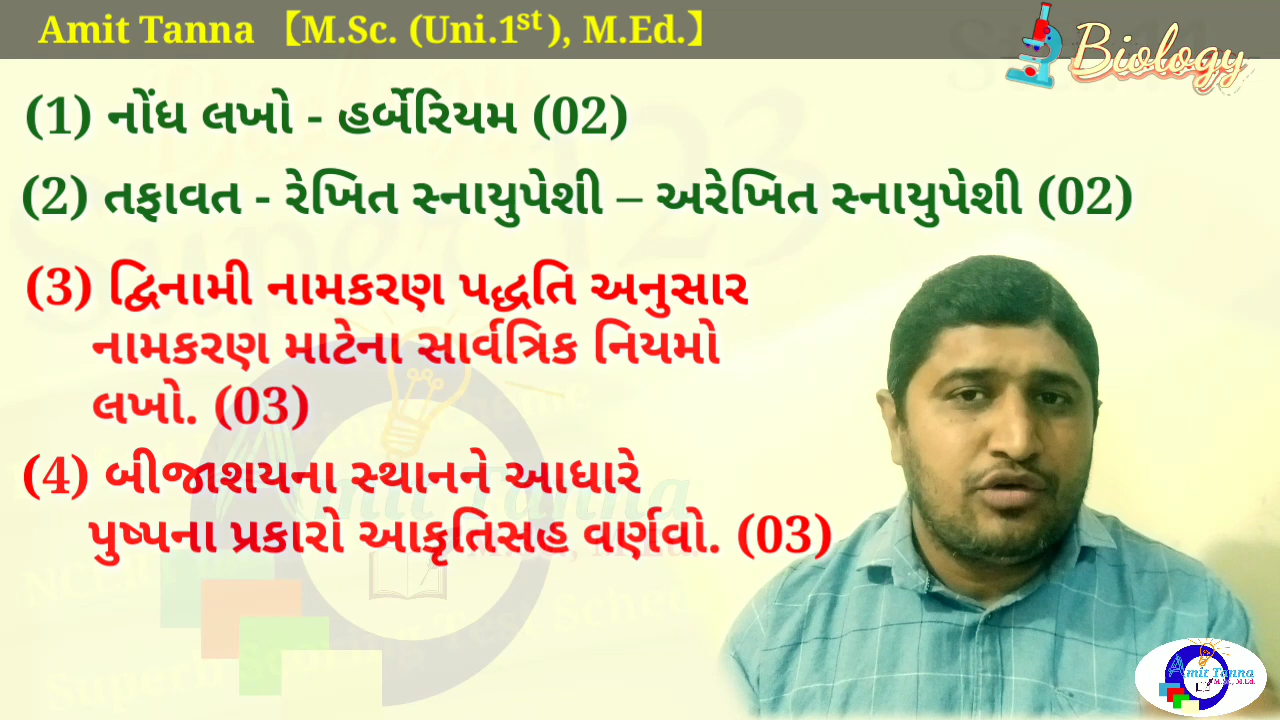 Amit Tanna 【M.Sc. (Uni.1st), M.Ed.】
Biology
(1) નોંધ લખો - હર્બેરિયમ (02)
(2) તફાવત - રેખિત સ્નાયુપેશી – અરેખિત સ્નાયુપેશી (02)
(3) દ્વિનામી નામકરણ પદ્ધતિ અનુસાર
નામકરણ માટેના સાર્વત્રિક નિયમો
લખો. (03)
(4) બીજાશયના સ્થાનને આધારે
પુષ્પના પ્રકારો આકૃતિસહ વર્ણવો. (03)
Amit Tanna
M.Sc., M.Ed.